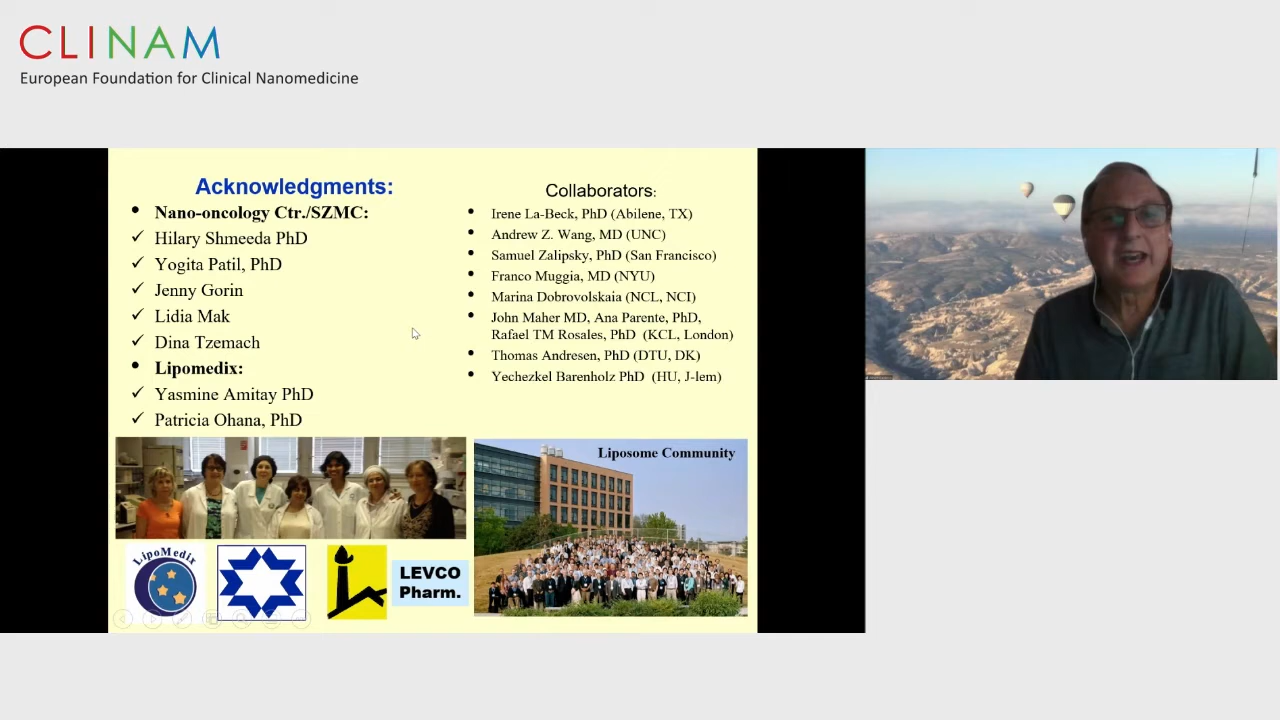 CLINAM
European Foundation for Clinical Nanomedicine
Acknowledgments:
Nano-oncology Ctr./SZMC:
Hilary Shmeeda PhD
Yogita Patil, PhD
Jenny Gorin
Lidia Mak
Dina Tzemach
Lipomedix:
Yasmine Amitay PhD
Patricia Ohana, PhD
Collaborators:
Irene La-Beck, PhD (Abilene, TX)
Andrew Z. Wang, MD (UNC)
Samuel Zalipsky, PhD (San Francisco)
Franco Muggia, MD (NYU)
Marina Dobrovolskaia (NCL, NCI)
John Maher MD, Ana Parente, PhD,
Rafael TM Rosales, PhD (KCL, London)
Thomas Andresen, PhD (DTU, DK)
Yechezkel Barenholz PhD (HU, J-lem)
Liposome Community
LipoMedix
LEVCO
Pharm.